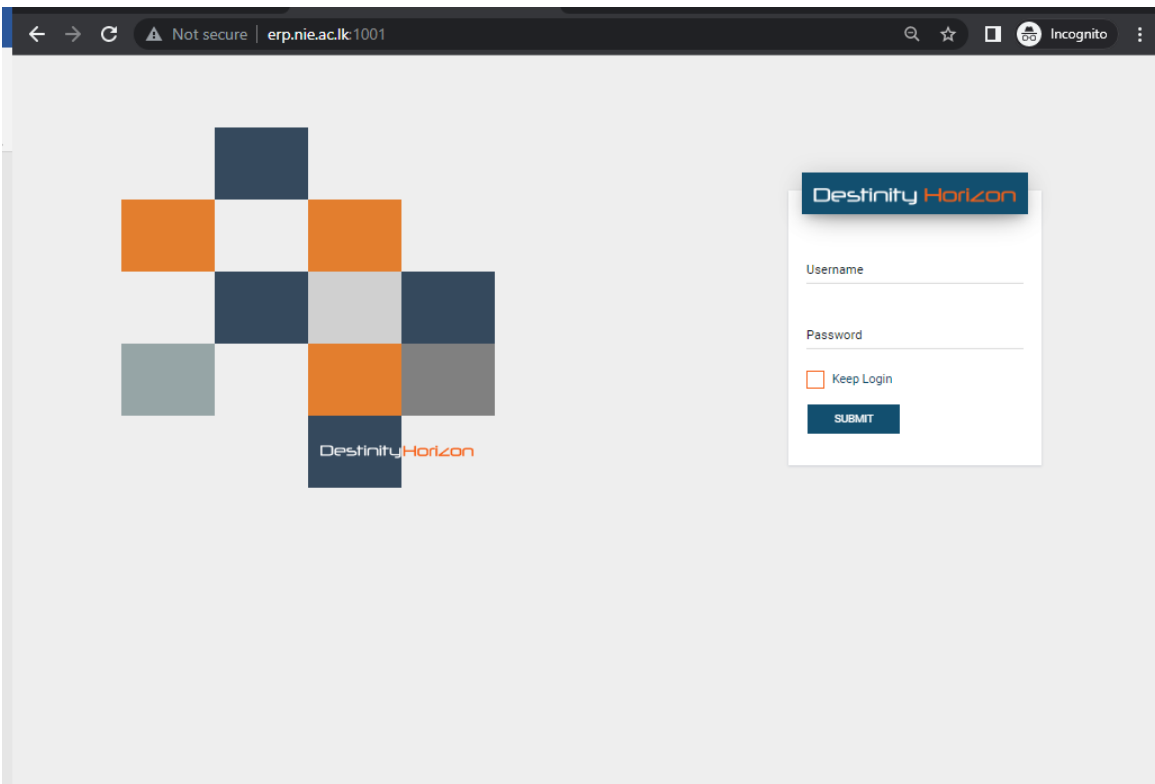 Not secure | erp.nie.ac.lk:1001
Incognito
Destinity Horizon
Username
Password
Keep Login
SUBMIT
DestinityHorizon